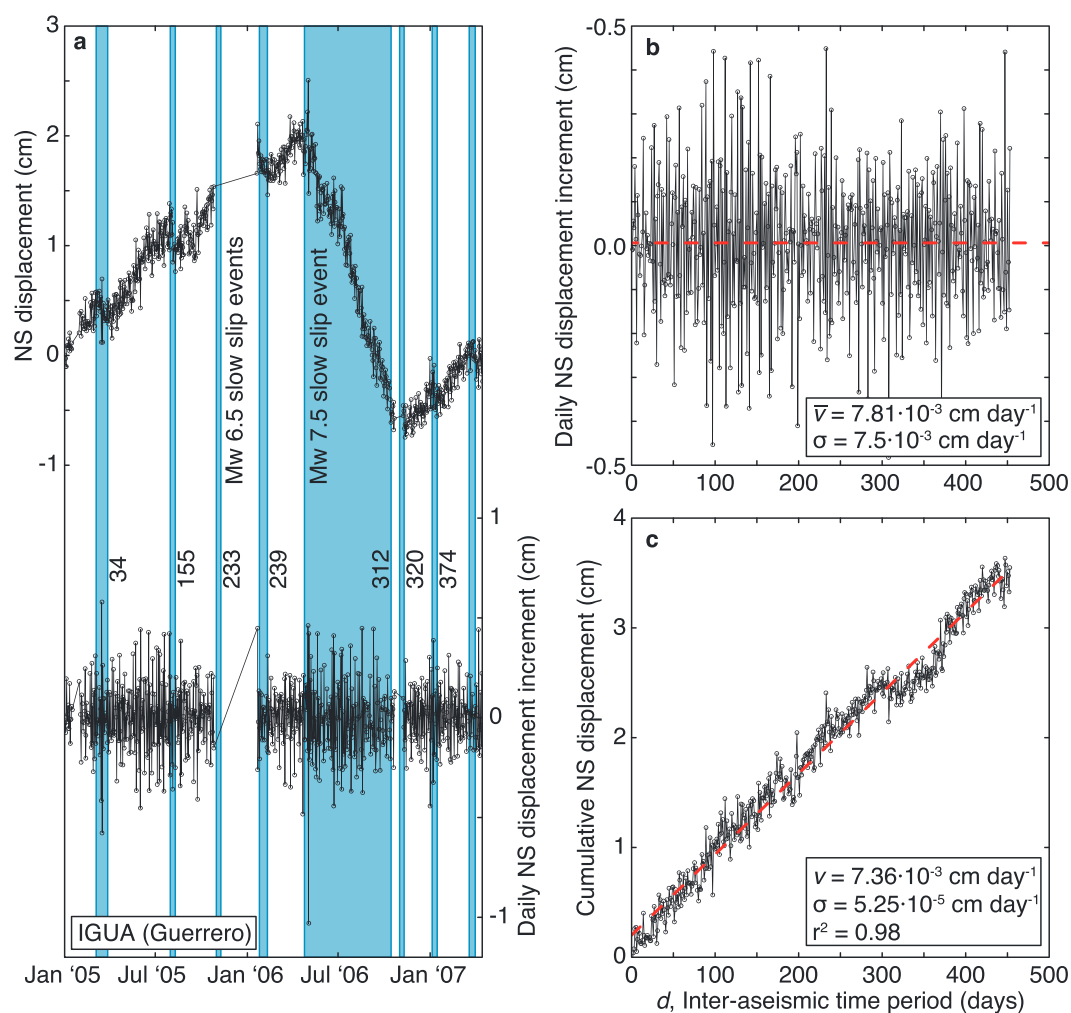 a
3
2
1
0
-1
NS displacement (cm)
Mw 6.5 slow slip events
Mw 7.5 slow slip event
34
155
233
239
312
320
374
1
0
-1
Daily NS displacement increment (cm)
IGUA (Guerrero)
Jan ‘05
Jul ‘05
Jan ‘06
Jul ‘06
Jan ‘07
b
-0.5
0.0
-0.5
Daily NS displacement increment (cm)
v̅ = 7.81·10⁻³ cm day⁻¹
σ = 7.5·10⁻³ cm day⁻¹
0
100
200
300
400
500
c
4
3
2
1
0
Cumulative NS displacement (cm)
v = 7.36·10⁻³ cm day⁻¹
σ = 5.25·10⁻⁵ cm day⁻¹
r² = 0.98
0
100
200
300
400
500
d, Inter-aseismic time period (days)